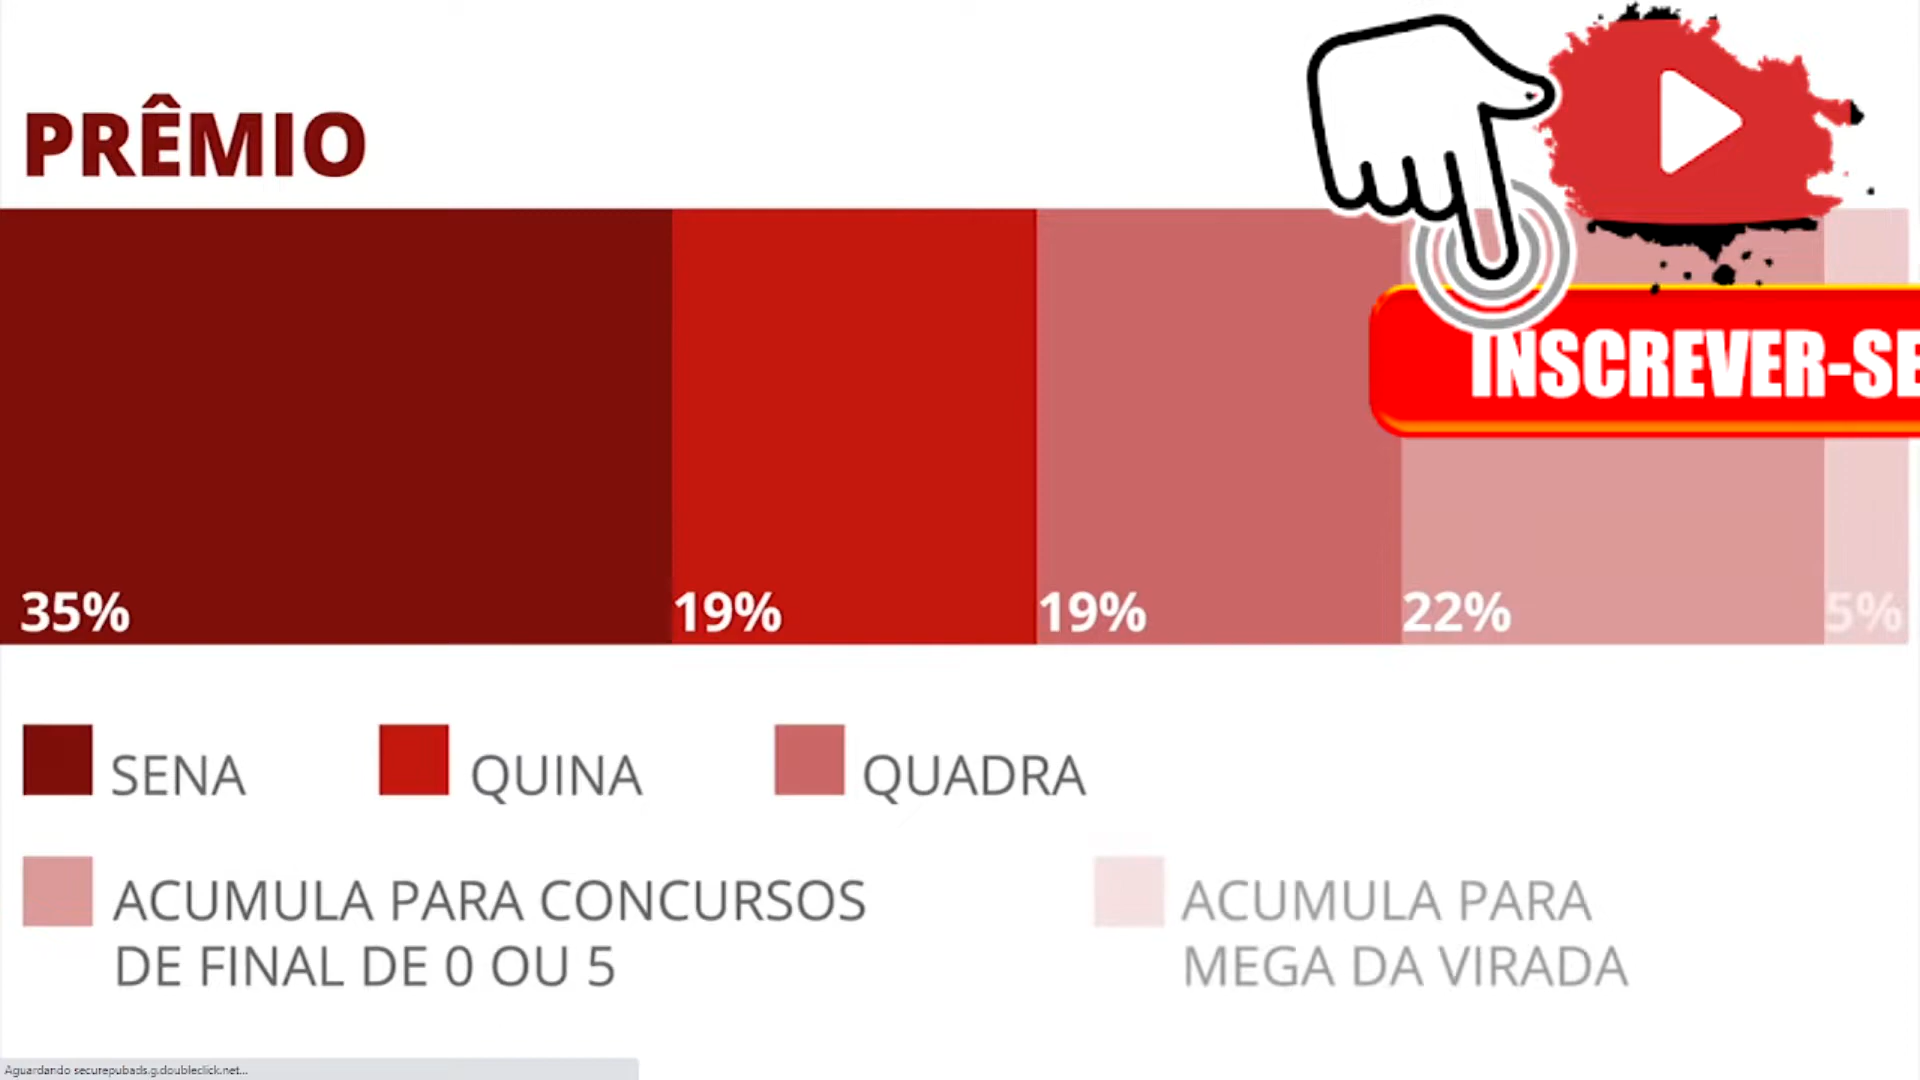 PRÊMIO
INSCREVER-SE
35% 19% 19% 22% 5%
SENA QUINA QUADRA
ACUMULA PARA CONCURSOS
DE FINAL DE 0 OU 5
ACUMULA PARA
MEGA DA VIRADA
Aguardando securepubads.g.doubleclick.net...